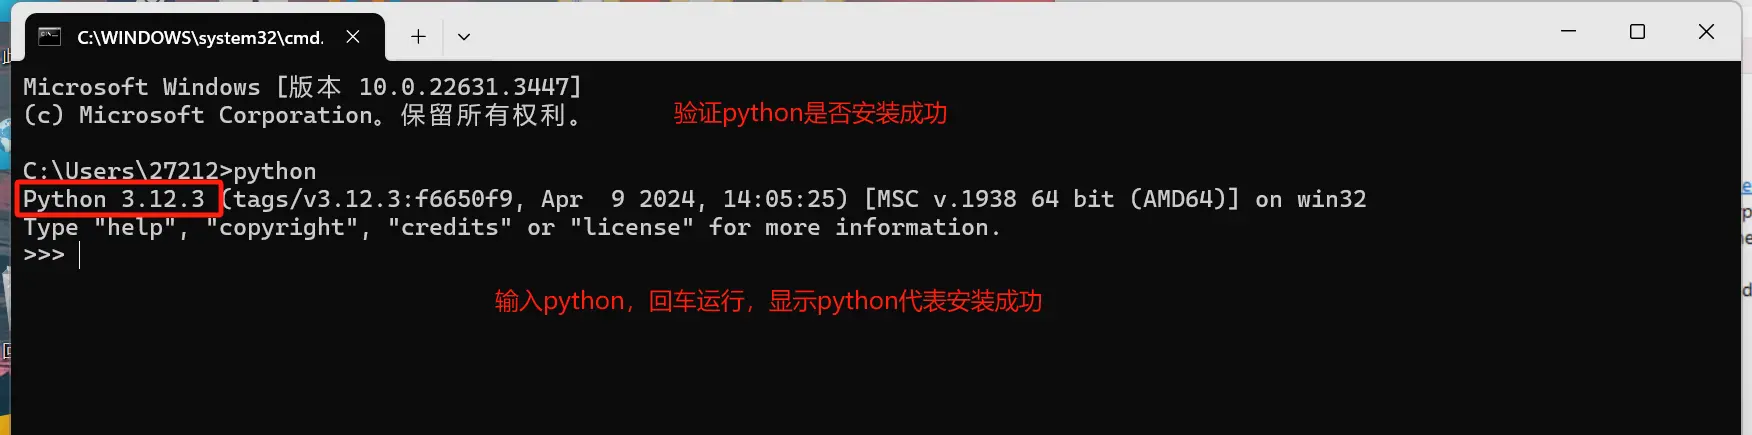 C:\WINDOWS\system32\cmd.
Microsoft Windows [版本 10.0.22631.3447]
(c) Microsoft Corporation。保留所有权利。
验证python是否安装成功
C:\Users\27212>python
Python 3.12.3 (tags/v3.12.3:f6650f9, Apr  9 2024, 14:05:25) [MSC v.1938 64 bit (AMD64)] on win32
Type "help", "copyright", "credits" or "license" for more information.
>>>
输入python，回车运行，显示python代表安装成功